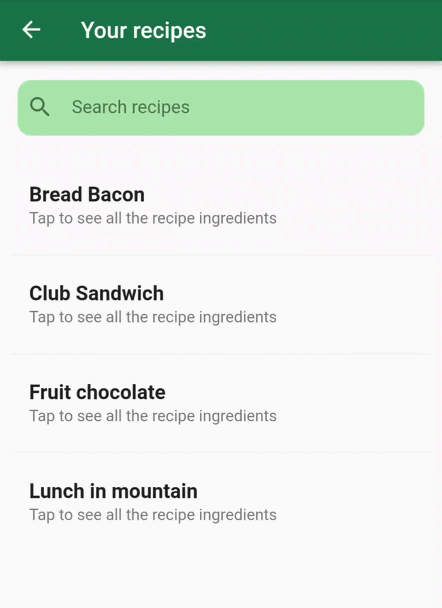 Your recipes
Search recipes
Bread Bacon
Tap to see all the recipe ingredients
Club Sandwich
Tap to see all the recipe ingredients
Fruit chocolate
Tap to see all the recipe ingredients
Lunch in mountain
Tap to see all the recipe ingredients